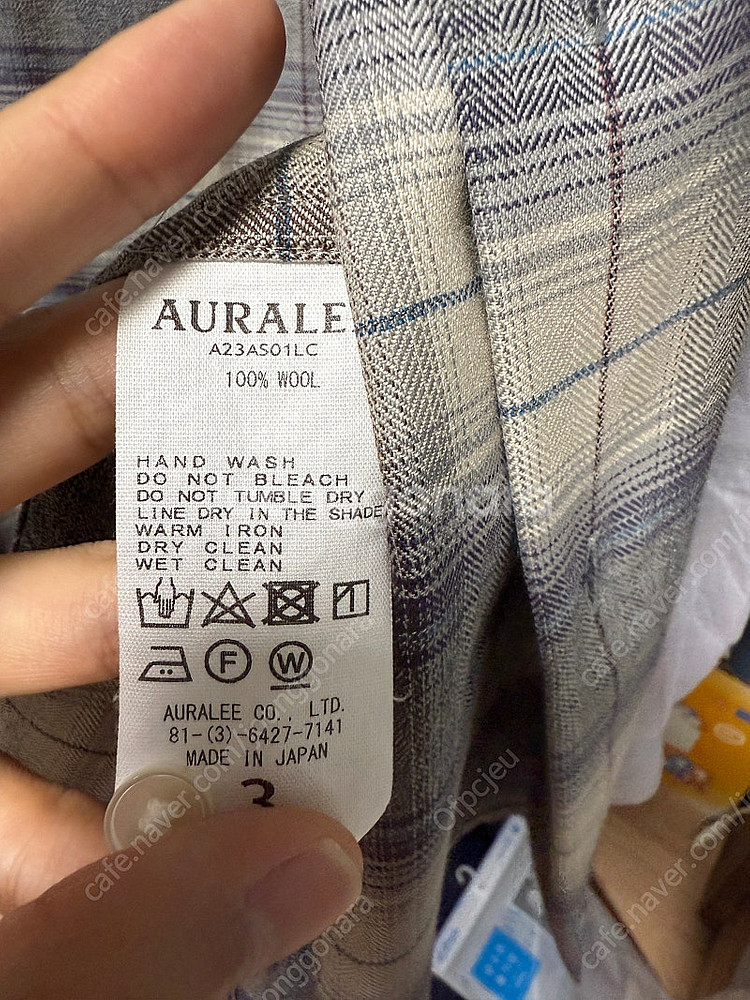 AURALE
A23AS01LC
100% WOOL
HAND WASH
DO NOT BLEACH
DO NOT TUMBLE DRY
LINE DRY IN THE SHADE
WARM IRON
DRY CLEAN
WET CLEAN
F
W
AURALEE CO., LTD.
81-(3)-6427-7141
MADE IN JAPAN
3